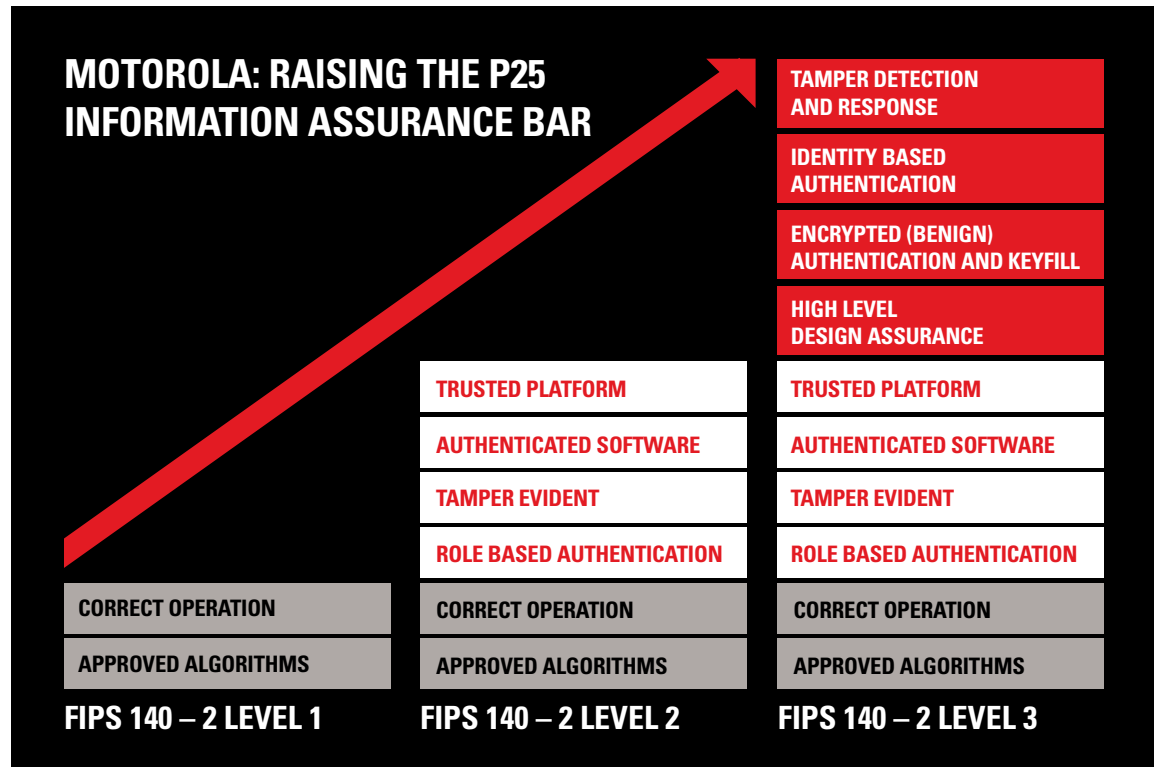 MOTOROLA: RAISING THE P25
INFORMATION ASSURANCE BAR
CORRECT OPERATION
APPROVED ALGORITHMS
FIPS 140 – 2 LEVEL 1
TRUSTED PLATFORM
AUTHENTICATED SOFTWARE
TAMPER EVIDENT
ROLE BASED AUTHENTICATION
CORRECT OPERATION
APPROVED ALGORITHMS
FIPS 140 – 2 LEVEL 2
TAMPER DETECTION
AND RESPONSE
IDENTITY BASED
AUTHENTICATION
ENCRYPTED (BENIGN)
AUTHENTICATION AND KEYFILL
HIGH LEVEL
DESIGN ASSURANCE
TRUSTED PLATFORM
AUTHENTICATED SOFTWARE
TAMPER EVIDENT
ROLE BASED AUTHENTICATION
CORRECT OPERATION
APPROVED ALGORITHMS
FIPS 140 – 2 LEVEL 3